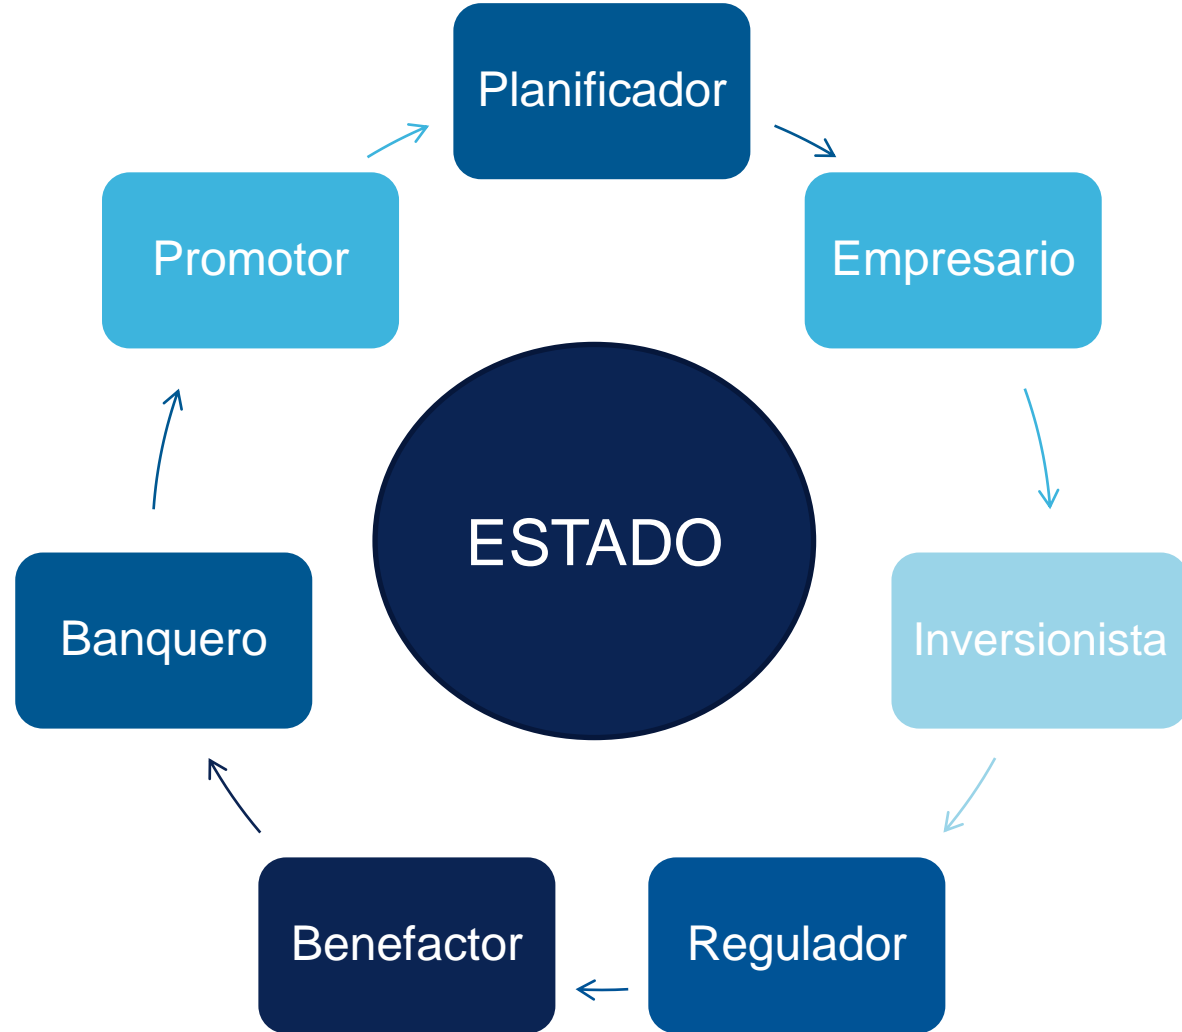 Planificador
Empresario
Inversionista
Regulador
Benefactor
Banquero
Promotor
ESTADO